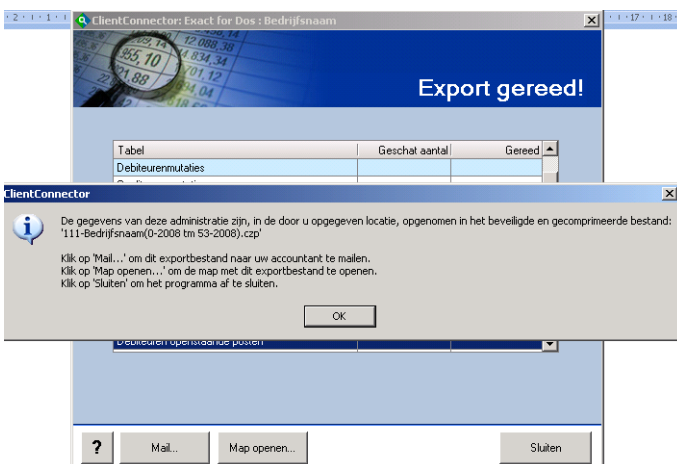 · 2 · ı · 1 · ı
ClientConnector: Exact for Dos : Bedrijfsnaam
· ı · 17 · ı · 18 ·
Export gereed!
Tabel Geschat aantal Gereed
Debiteurenmutaties
ClientConnector
De gegevens van deze administratie zijn, in de door u opgegeven locatie, opgenomen in het beveiligde en gecomprimeerde bestand:
'111-Bedrijfsnaam(0-2008 tm 53-2008).czp'
Klik op 'Mail...' om dit exportbestand naar uw accountant te mailen.
Klik op 'Map openen...' om de map met dit exportbestand te openen.
Klik op 'Sluiten' om het programma af te sluiten.
OK
Debiteuren openstaande posten
? Mail... Map openen... Sluiten